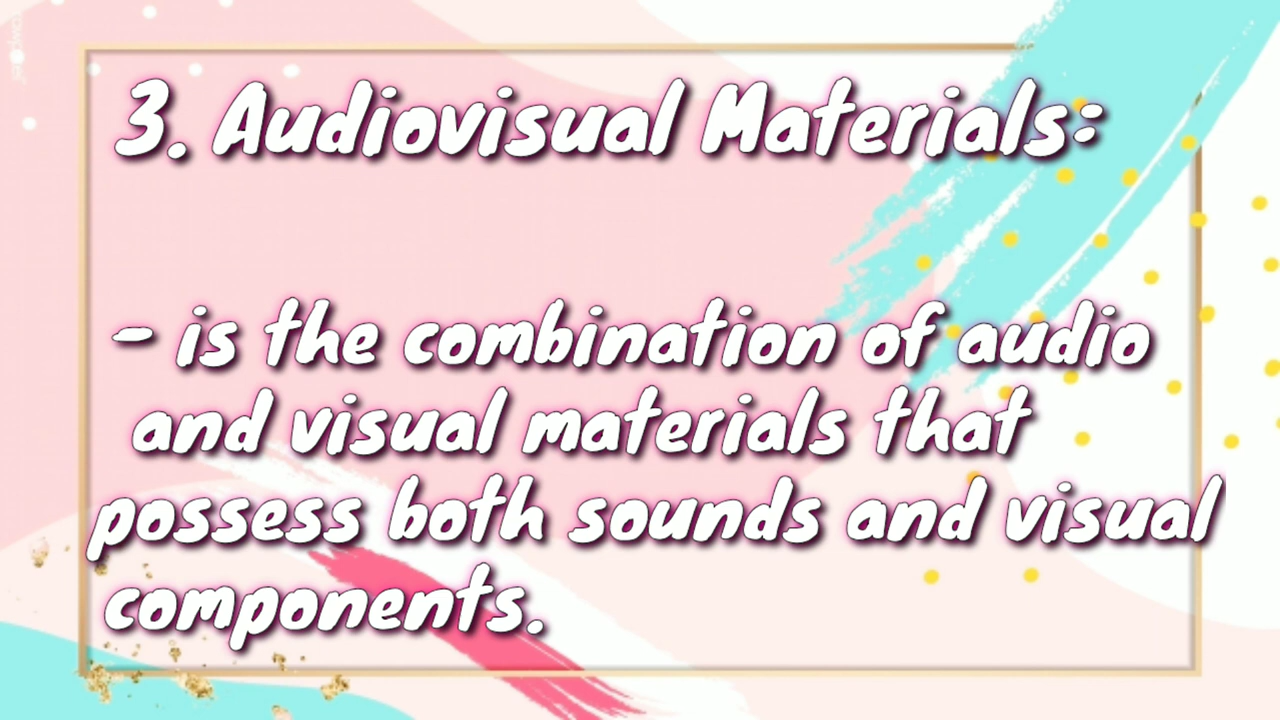 3. Audiovisual Materials:
- is the combination of audio
and visual materials that
possess both sounds and visual
components.